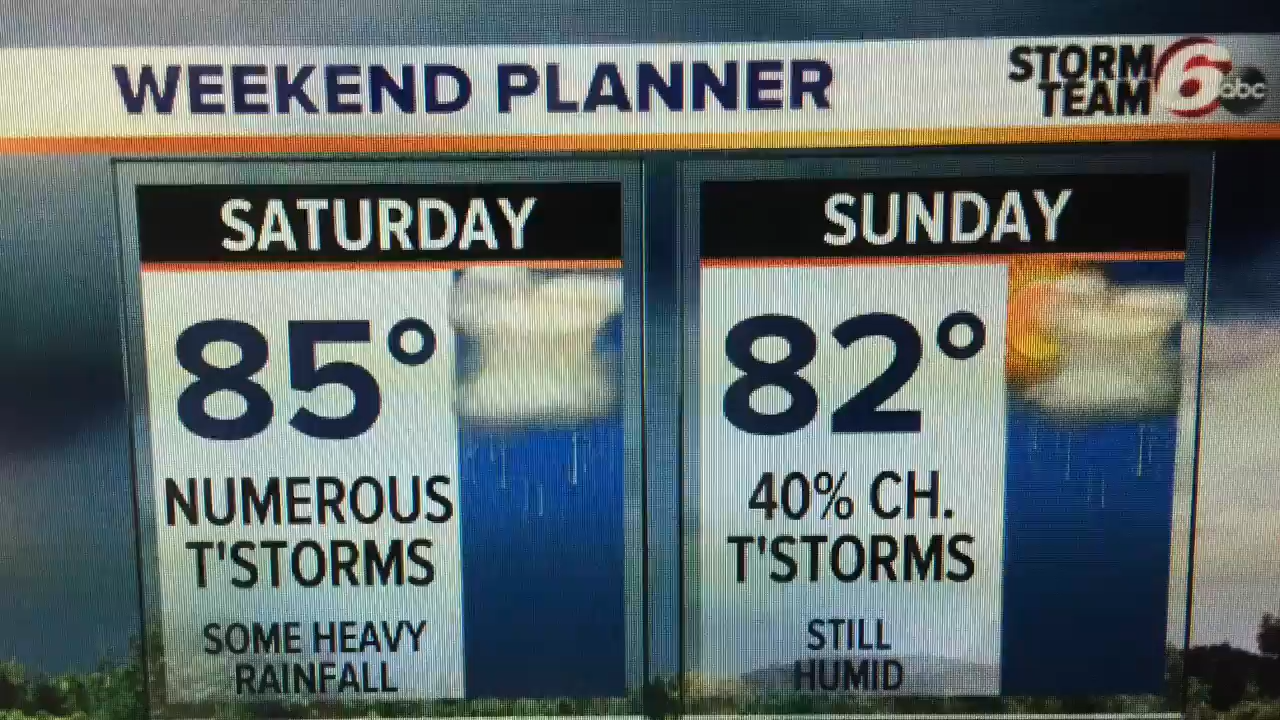 WEEKEND PLANNER
STORM
TEAM 6 abc
SATURDAY
85°
NUMEROUS
T'STORMS
SOME HEAVY
RAINFALL
SUNDAY
82°
40% CH.
T'STORMS
STILL
HUMID